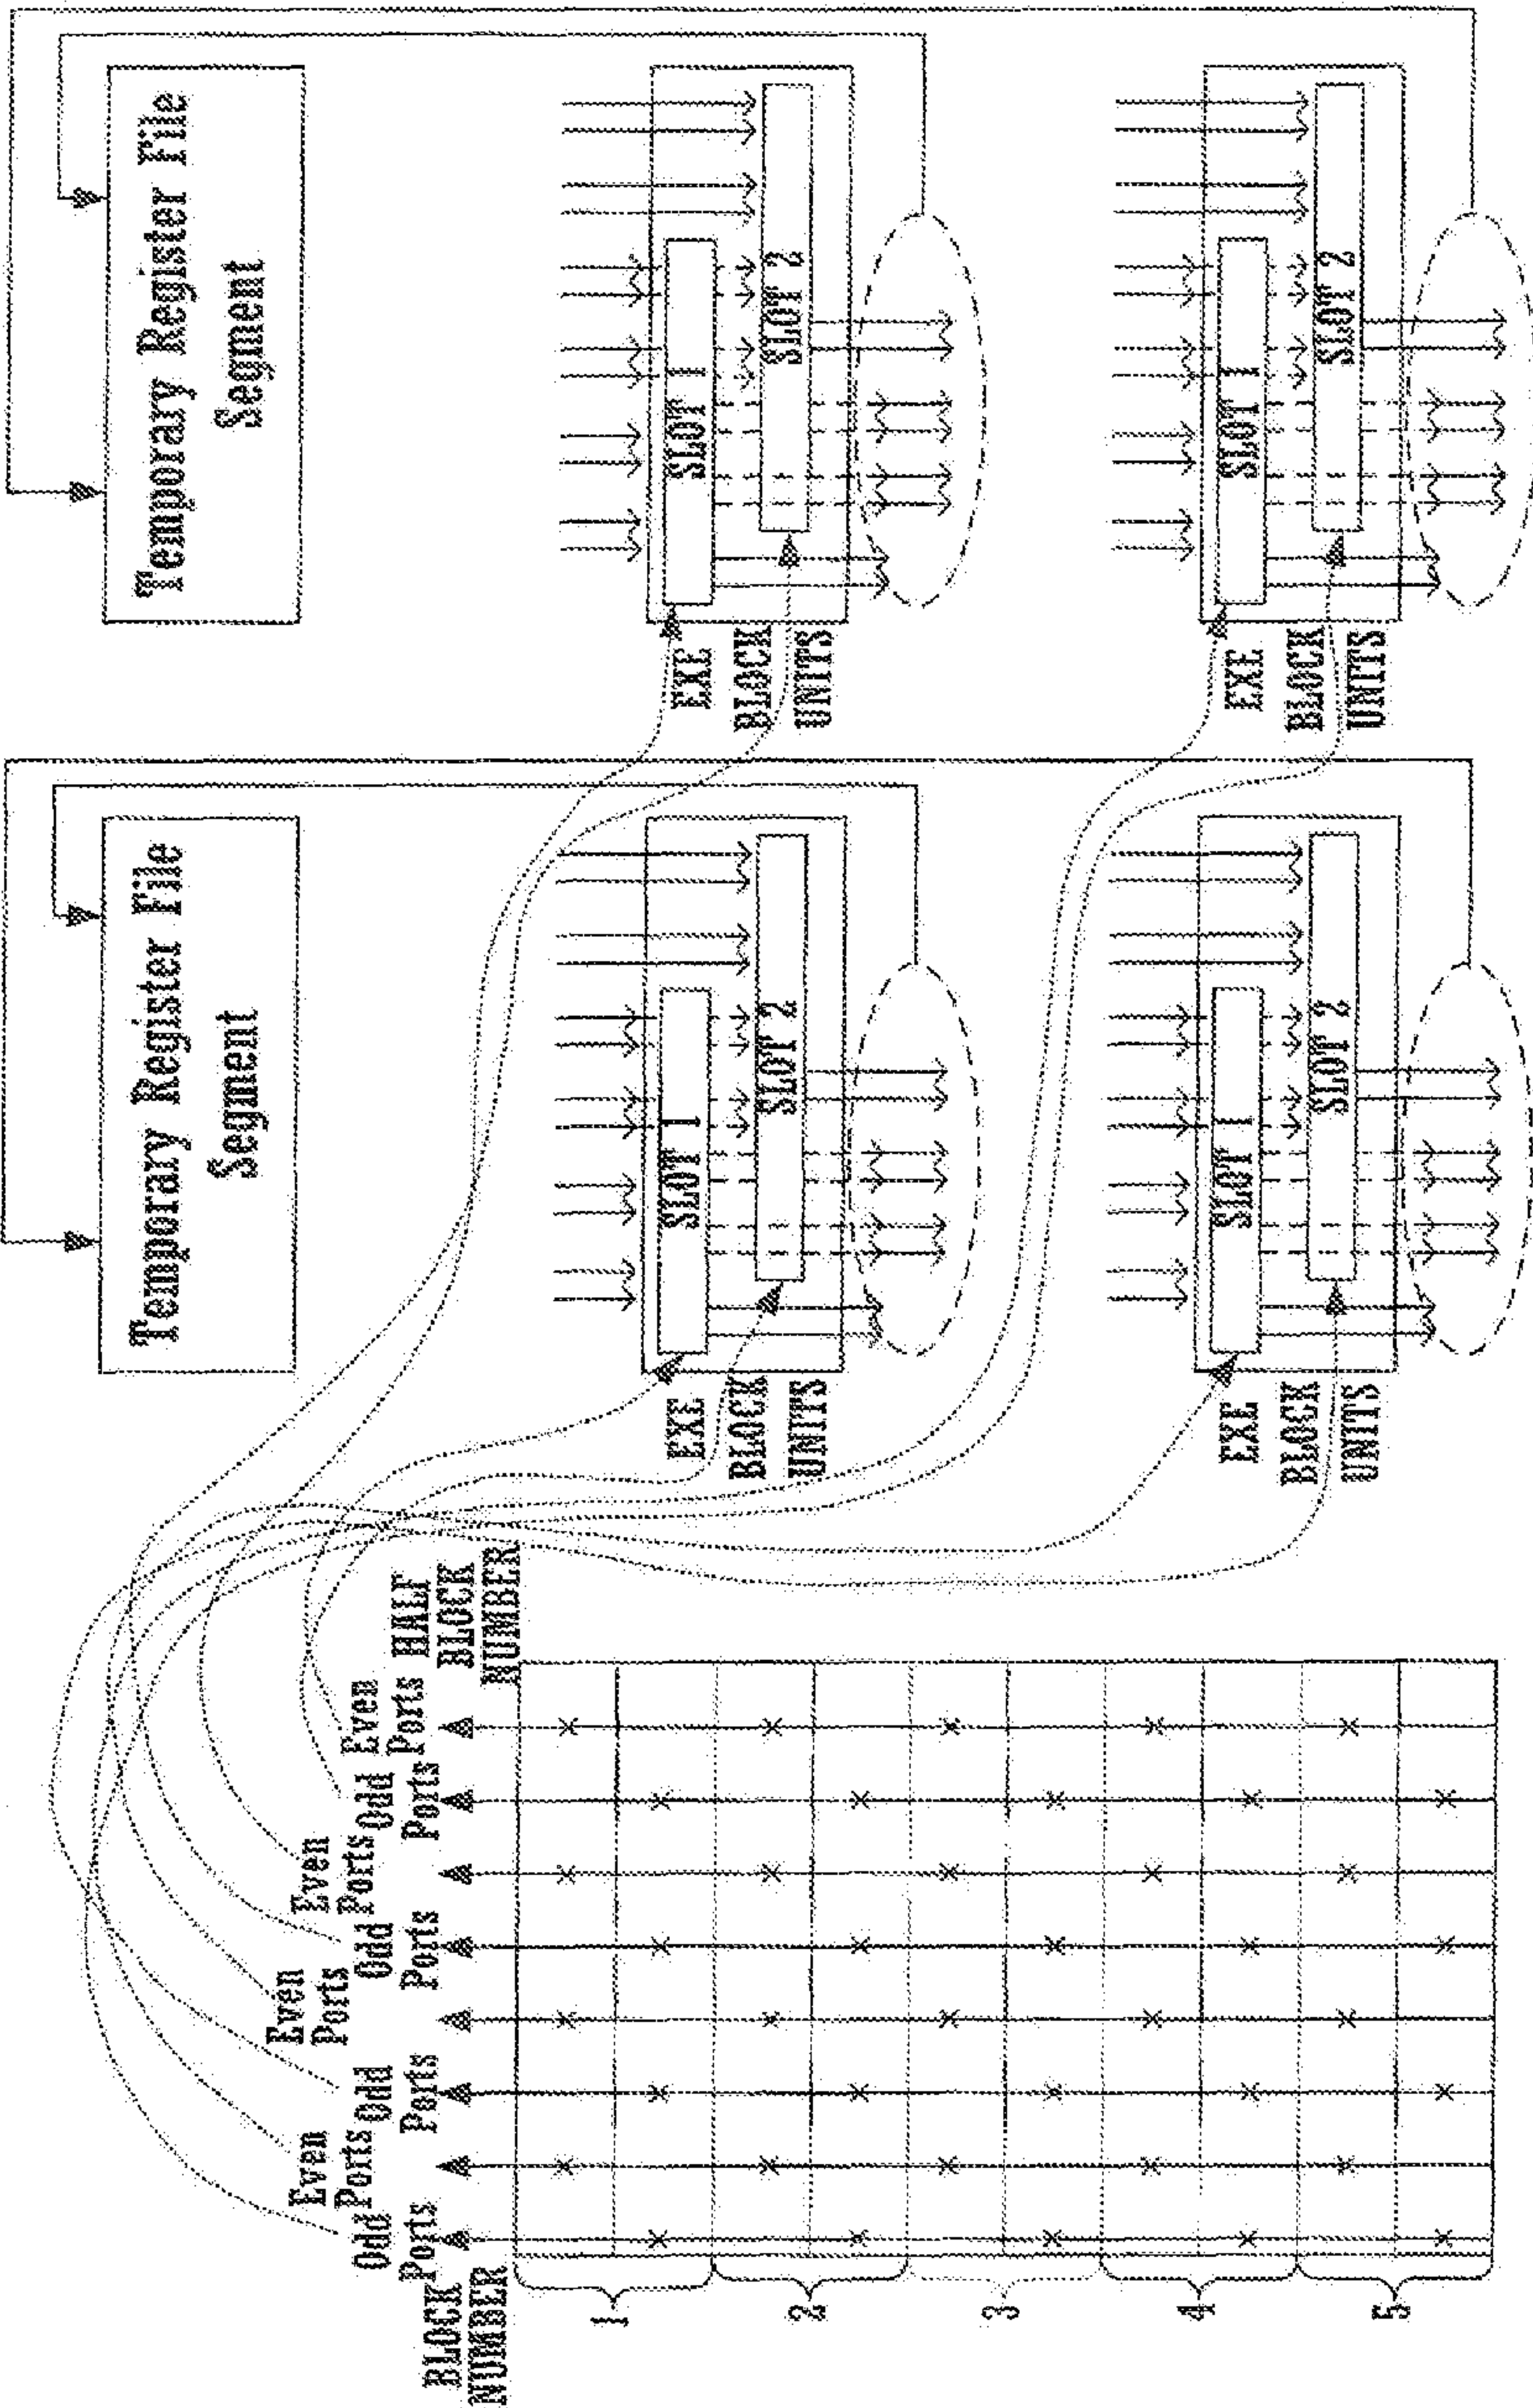 Temporary Register File
Segment
Temporary Register File
Segment
SLOT 1
SLOT 2
EXE
BLOCK
UNITS
SLOT 1
SLOT 2
EXE
BLOCK
UNITS
SLOT 1
SLOT 2
EXE
BLOCK
UNITS
SLOT 1
SLOT 2
EXE
BLOCK
UNITS
BLOCK
NUMBER
Odd
Ports
Even
Ports
Odd
Ports
Even
Ports
Odd
Ports
Even
Ports
Odd
Ports
Even
Ports
HALF
BLOCK
NUMBER
1
2
3
4
5